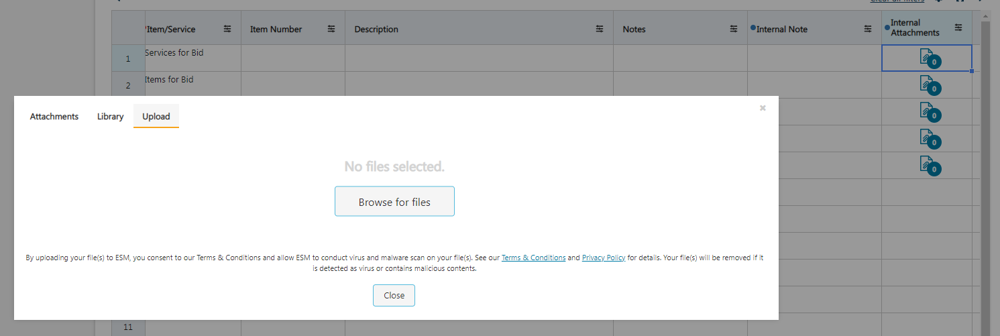 Clear all filters
Item/Service
Item Number
Description
Notes
Internal Note
Internal
Attachments
1
Services for Bid
0
2
Items for Bid
0
0
0
0
Attachments
Library
Upload
×
No files selected.
Browse for files
By uploading your file(s) to ESM, you consent to our Terms & Conditions and allow ESM to conduct virus and malware scan on your file(s). See our Terms & Conditions and Privacy Policy for details. Your file(s) will be removed if it
is detected as virus or contains malicious contents.
Close
11